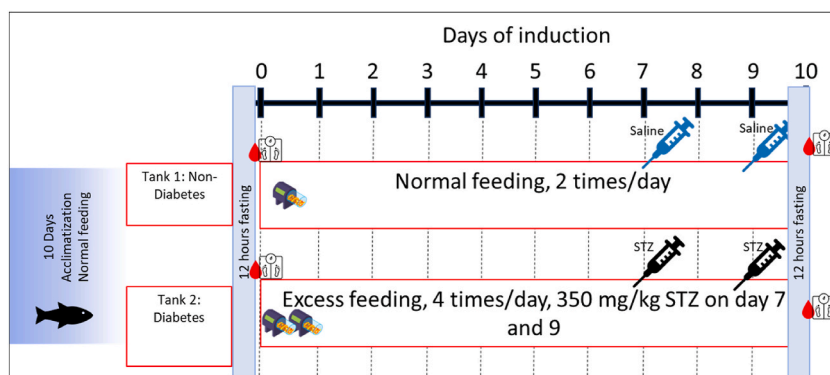 Days of induction
0 1 2 3 4 5 6 7 8 9 10
Saline
Saline
Tank 1: Non-
Diabetes
Normal feeding, 2 times/day
10 Days
Acclimatization
Normal feeding
12 hours fasting
12 hours fasting
STZ
STZ
Tank 2:
Diabetes
Excess feeding, 4 times/day, 350 mg/kg STZ on day 7
and 9